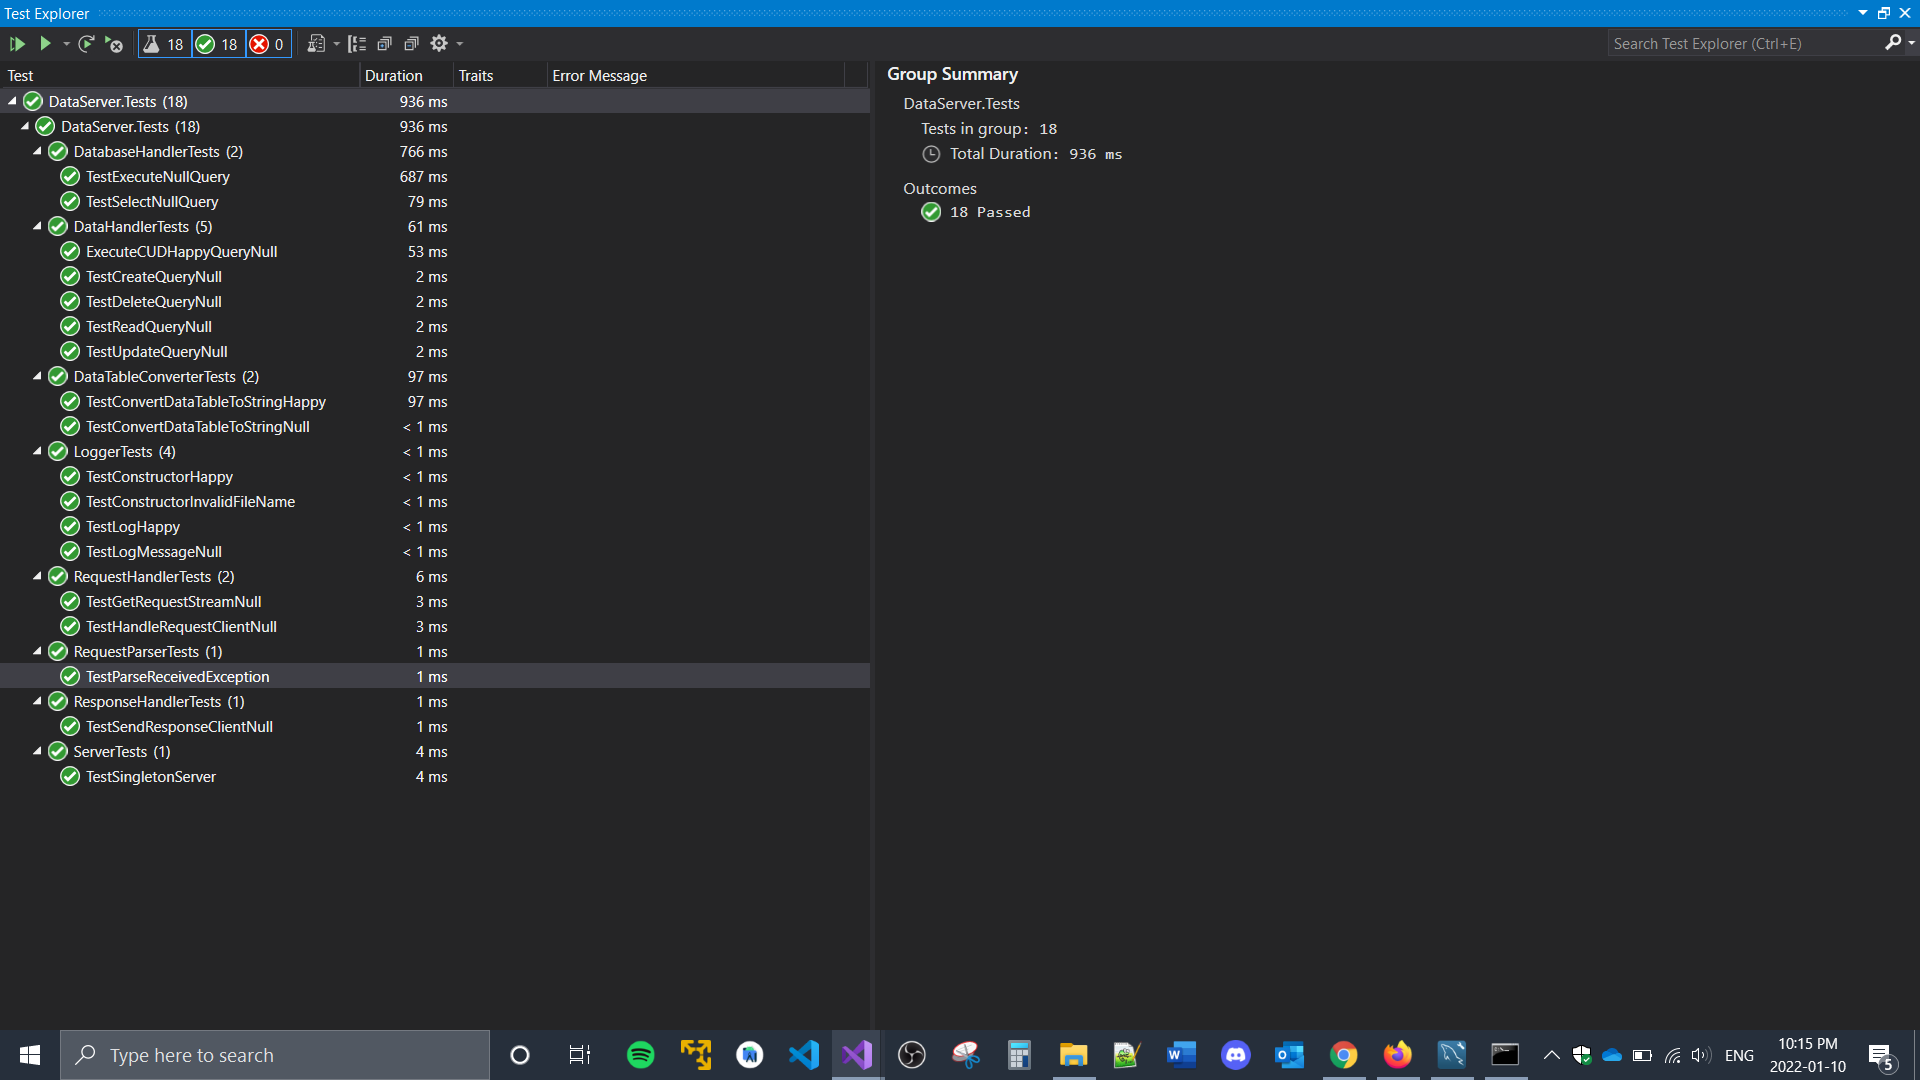 Test Explorer
18 18 0
Search Test Explorer (Ctrl+E)
Test Duration Traits Error Message
DataServer.Tests (18) 936 ms
DataServer.Tests (18) 936 ms
DatabaseHandlerTests (2) 766 ms
TestExecuteNullQuery 687 ms
TestSelectNullQuery 79 ms
DataHandlerTests (5) 61 ms
ExecuteCUDHappyQueryNull 53 ms
TestCreateQueryNull 2 ms
TestDeleteQueryNull 2 ms
TestReadQueryNull 2 ms
TestUpdateQueryNull 2 ms
DataTableConverterTests (2) 97 ms
TestConvertDataTableToStringHappy 97 ms
TestConvertDataTableToStringNull < 1 ms
LoggerTests (4) < 1 ms
TestConstructorHappy < 1 ms
TestConstructorInvalidFileName < 1 ms
TestLogHappy < 1 ms
TestLogMessageNull < 1 ms
RequestHandlerTests (2) 6 ms
TestGetRequestStreamNull 3 ms
TestHandleRequestClientNull 3 ms
RequestParserTests (1) 1 ms
TestParseReceivedException 1 ms
ResponseHandlerTests (1) 1 ms
TestSendResponseClientNull 1 ms
ServerTests (1) 4 ms
TestSingletonServer 4 ms
Group Summary
DataServer.Tests
Tests in group: 18
Total Duration: 936 ms
Outcomes
18 Passed
Type here to search
ENG
10:15 PM
2022-01-10
5